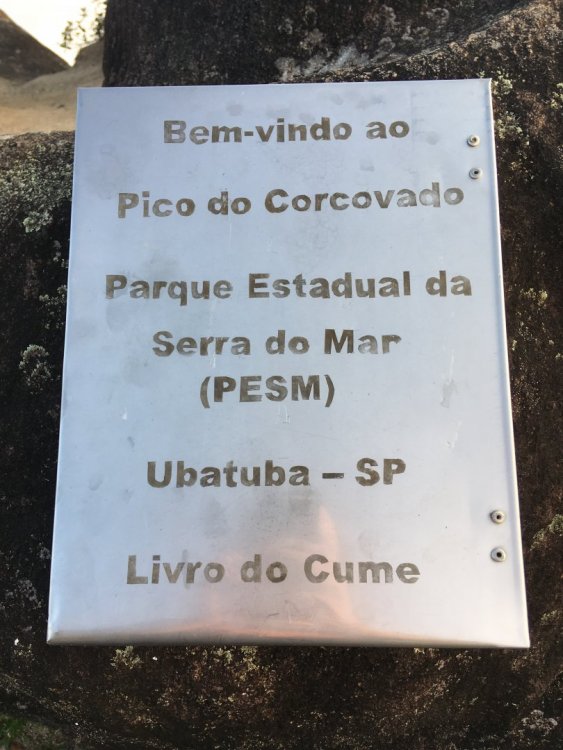 Bem-vindo ao
Pico do Corcovado
Parque Estadual da
Serra do Mar
(PESM)
Ubatuba – SP
Livro do Cume